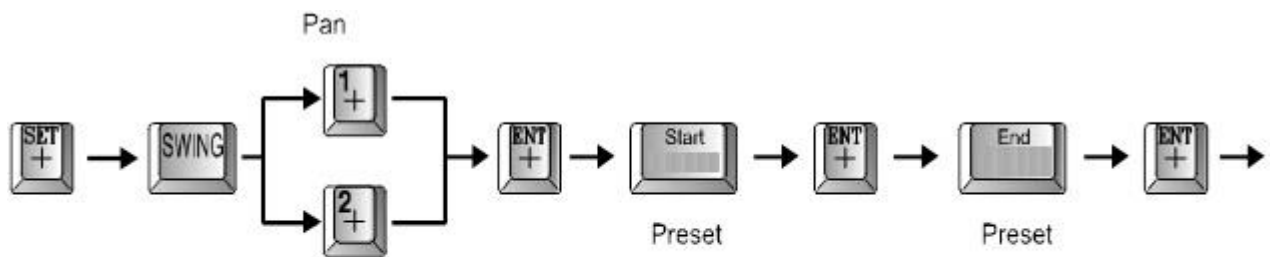 Pan
SET
+
SWING
1
+
2
+
ENT
+
Start
Preset
ENT
+
End
Preset
ENT
+